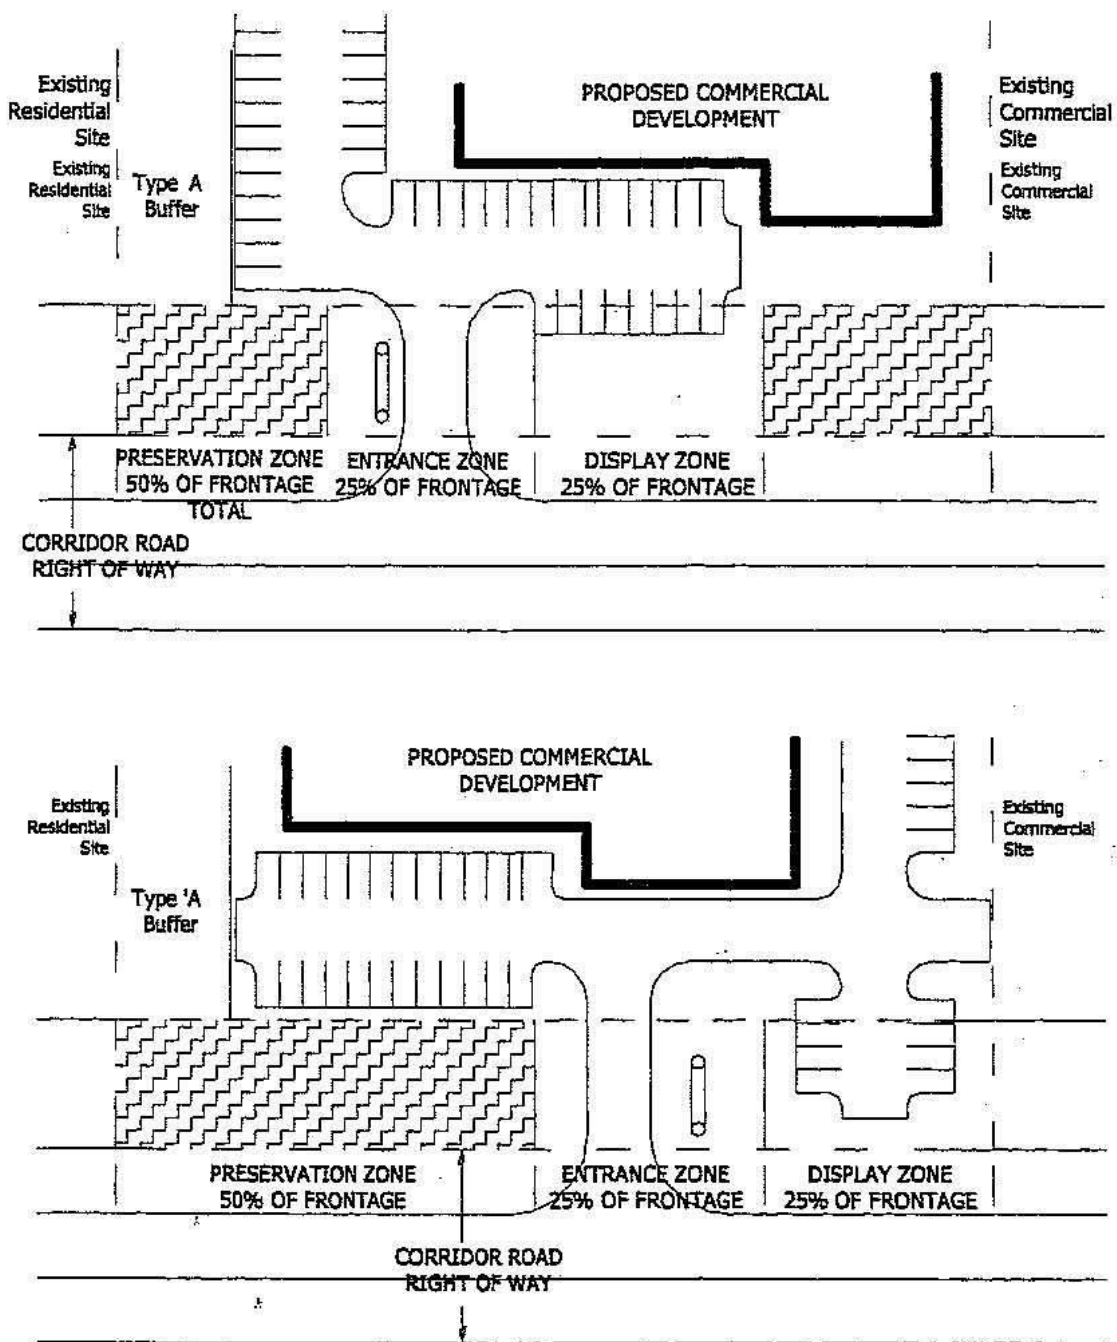 Existing
Residential
Site
Existing
Residential
Site
Type A
Buffer
PROPOSED COMMERCIAL
DEVELOPMENT
Existing
Commercial
Site
Existing
Commercial
Site
PRESERVATION ZONE
50% OF FRONTAGE
TOTAL
ENTRANCE ZONE
25% OF FRONTAGE
DISPLAY ZONE
25% OF FRONTAGE
CORRIDOR ROAD
RIGHT OF WAY
PROPOSED COMMERCIAL
DEVELOPMENT
Existing
Residential
Site
Existing
Commercial
Site
Type 'A
Buffer
PRESERVATION ZONE
50% OF FRONTAGE
ENTRANCE ZONE
25% OF FRONTAGE
DISPLAY ZONE
25% OF FRONTAGE
CORRIDOR ROAD
RIGHT OF WAY